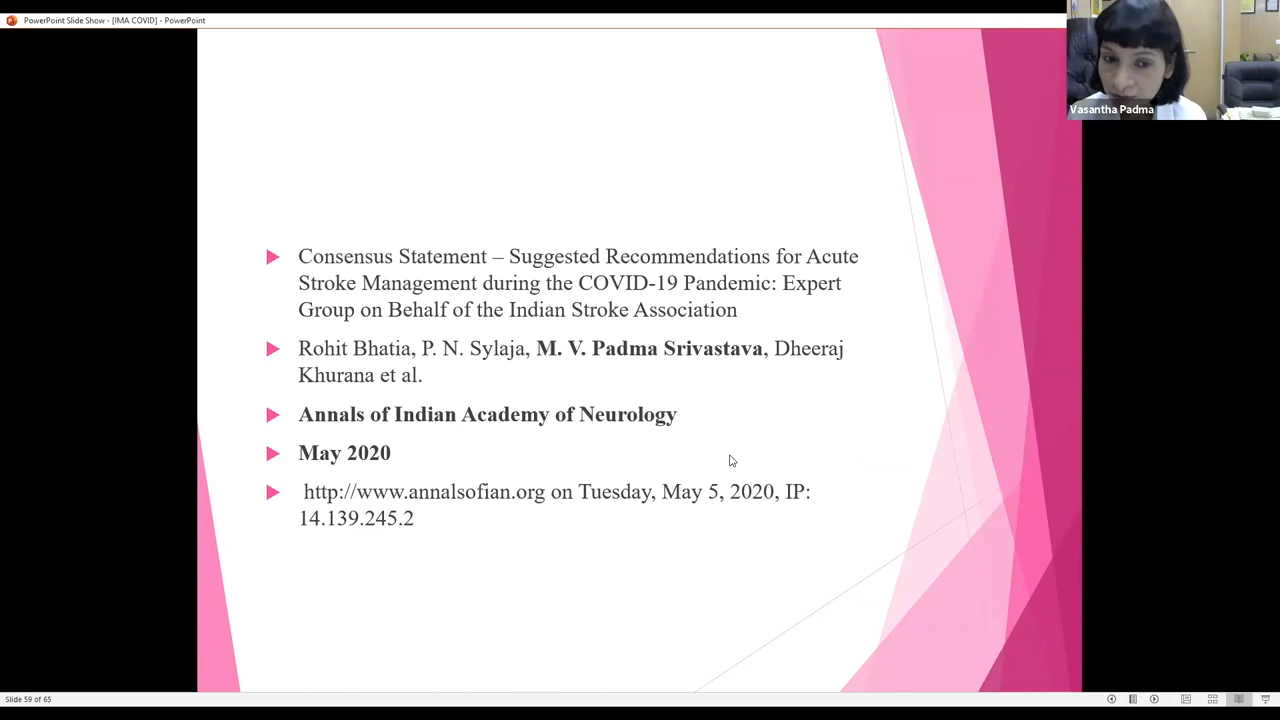 PowerPoint Slide Show - [IMA COVID] - PowerPoint
Vasantha Padma
Consensus Statement – Suggested Recommendations for Acute
Stroke Management during the COVID-19 Pandemic: Expert
Group on Behalf of the Indian Stroke Association
Rohit Bhatia, P. N. Sylaja, M. V. Padma Srivastava, Dheeraj
Khurana et al.
Annals of Indian Academy of Neurology
May 2020
http://www.annalsofian.org on Tuesday, May 5, 2020, IP:
14.139.245.2
Slide 59 of 65